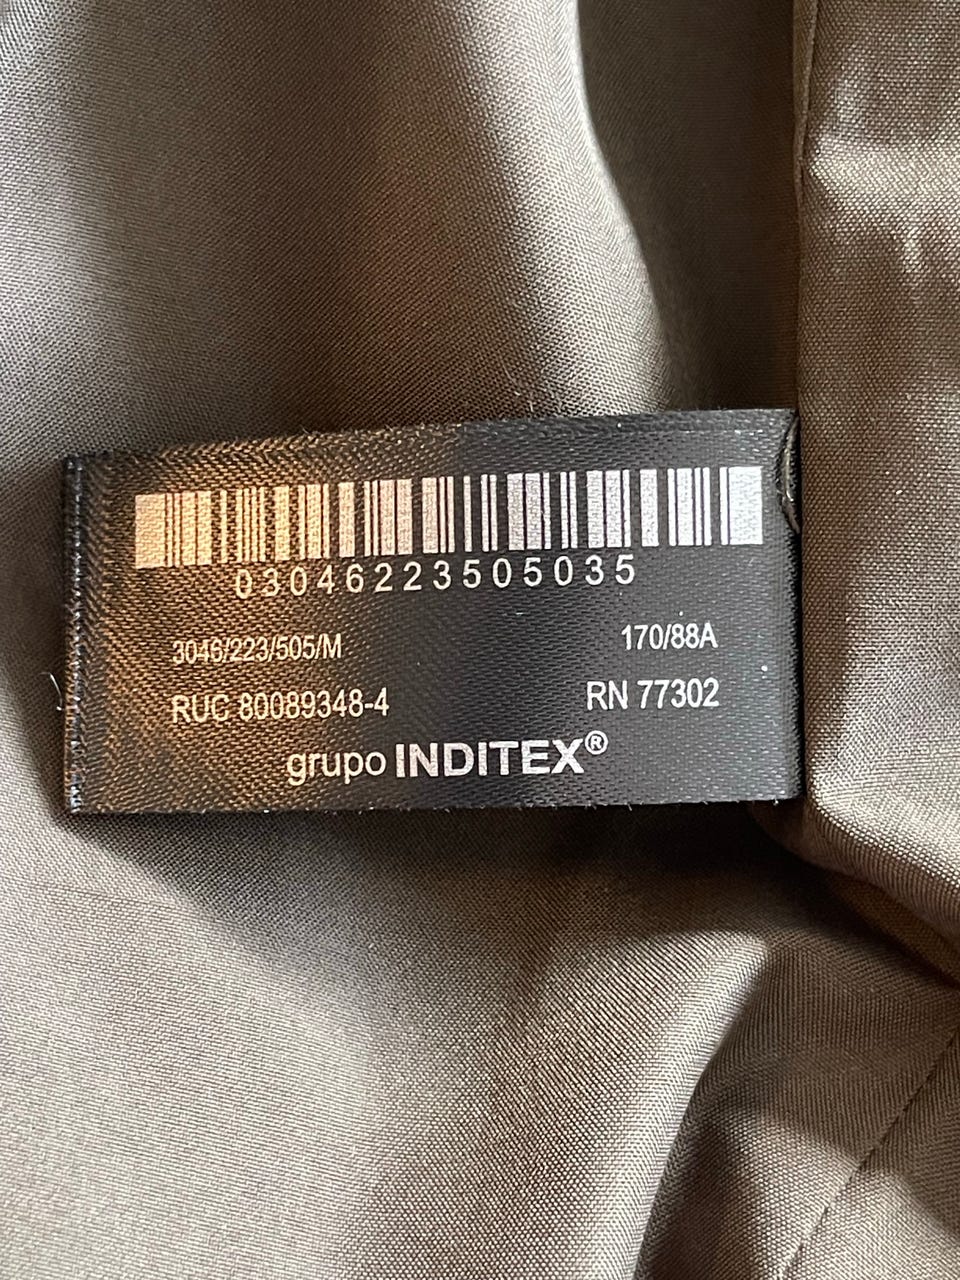 03046223505035
3046/223/505/M 170/88A
RUC 80089348-4 RN 77302
grupo INDITEX®